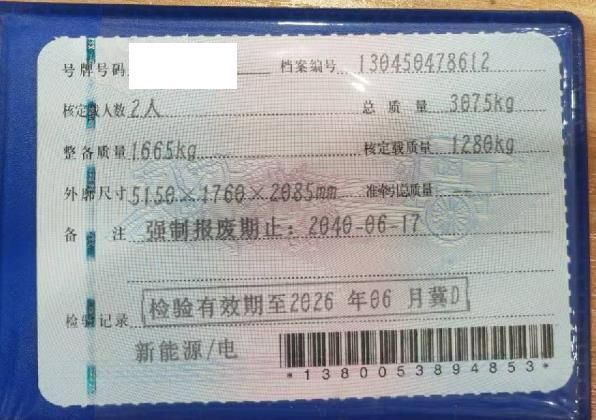 号牌号码 档案编号 130450478612
核定载人数 2人 总质量 3075kg
整备质量 1665kg 核定载质量 1280kg
外廓尺寸 5150×1760×2085mm 准牵引总质量 --
备注 强制报废期止：2040-06-17
检验记录 检验有效期至2026 年06 月冀D
新能源/电
*1380053894853*